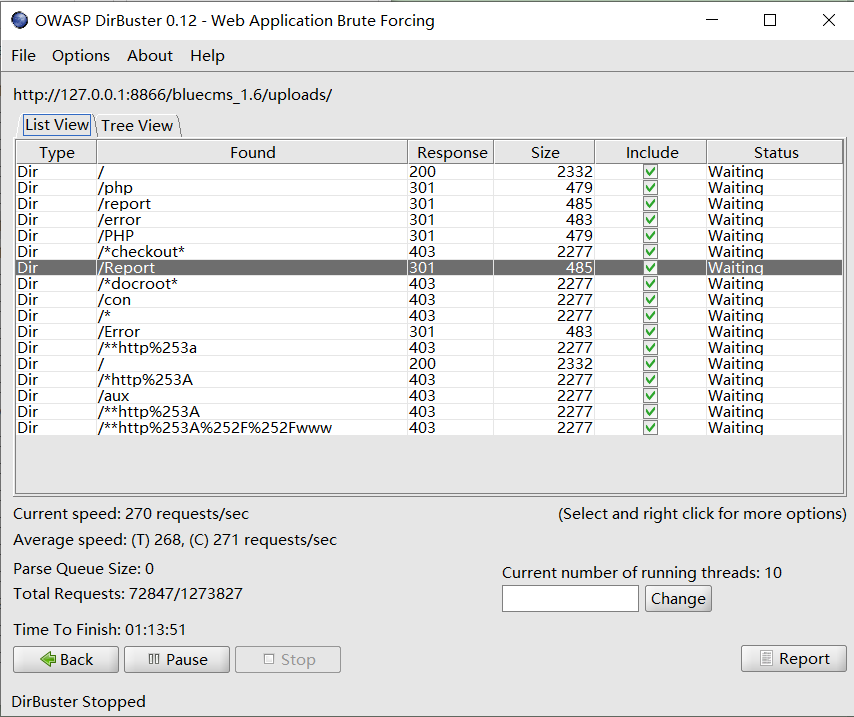 OWASP DirBuster 0.12 - Web Application Brute Forcing
File Options About Help
http://127.0.0.1:8866/bluecms_1.6/uploads/
List View Tree View
Type Found Response Size Include Status
Dir / 200 2332 Waiting
Dir /php 301 479 Waiting
Dir /report 301 485 Waiting
Dir /error 301 483 Waiting
Dir /PHP 301 479 Waiting
Dir /*checkout* 403 2277 Waiting
Dir /Report 301 485 Waiting
Dir /*docroot* 403 2277 Waiting
Dir /con 403 2277 Waiting
Dir /* 403 2277 Waiting
Dir /Error 301 483 Waiting
Dir /**http%253a 403 2277 Waiting
Dir / 200 2332 Waiting
Dir /*http%253A 403 2277 Waiting
Dir /aux 403 2277 Waiting
Dir /**http%253A 403 2277 Waiting
Dir /**http%253A%252F%252Fwww 403 2277 Waiting
Current speed: 270 requests/sec (Select and right click for more options)
Average speed: (T) 268, (C) 271 requests/sec
Parse Queue Size: 0
Current number of running threads: 10
Total Requests: 72847/1273827
Change
Time To Finish: 01:13:51
Back Pause Stop Report
DirBuster Stopped